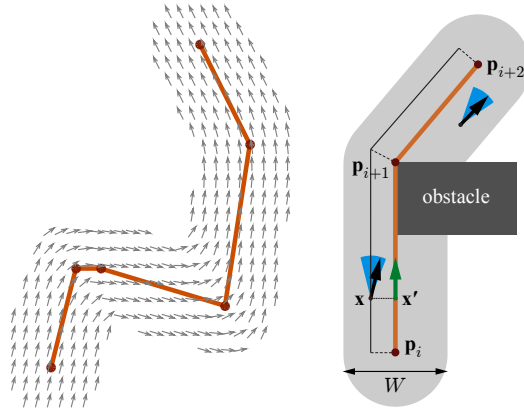 p_{i+2}
p_{i+1}
obstacle
x x′
p_i
W